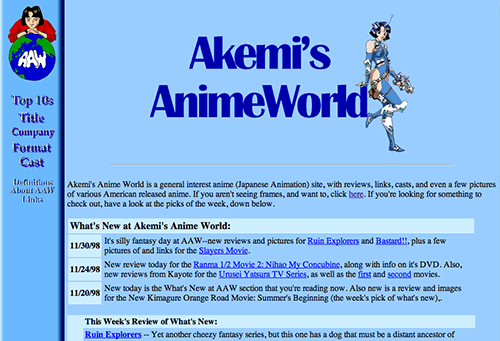 AAW
Top 10s
Title
Company
Format
Cast
Definitions
About AAW
Links
Akemi's
AnimeWorld
Akemi's Anime World is a general interest anime (Japanese Animation) site, with reviews, links, casts, and even a few pictures
of various American released anime. If you aren't seeing frames, and want to, click here. If you're looking for something to
check out, have a look at the picks of the week, down below.
What's New at Akemi's Anime World:
11/30/98 It's silly fantasy day at AAW--new reviews and pictures for Ruin Explorers and Bastard!!, plus a few
pictures of and links for the Slayers Movie.
11/24/98 New review today for the Ranma 1/2 Movie 2: Nihao My Concubine, along with info on it's DVD. Also,
new reviews from Kayote for the Urusei Yatsura TV Series, as well as the first and second movies.
11/20/98 New today is the What's New at AAW section that you're reading now. Also new is a review and images
for the New Kimagure Orange Road Movie: Summer's Beginning (the week's pick of what's new),.
This Week's Review of What's New:
Ruin Explorers -- Yet another cheezy fantasy series, but this one has a dog that must be a distant ancestor of